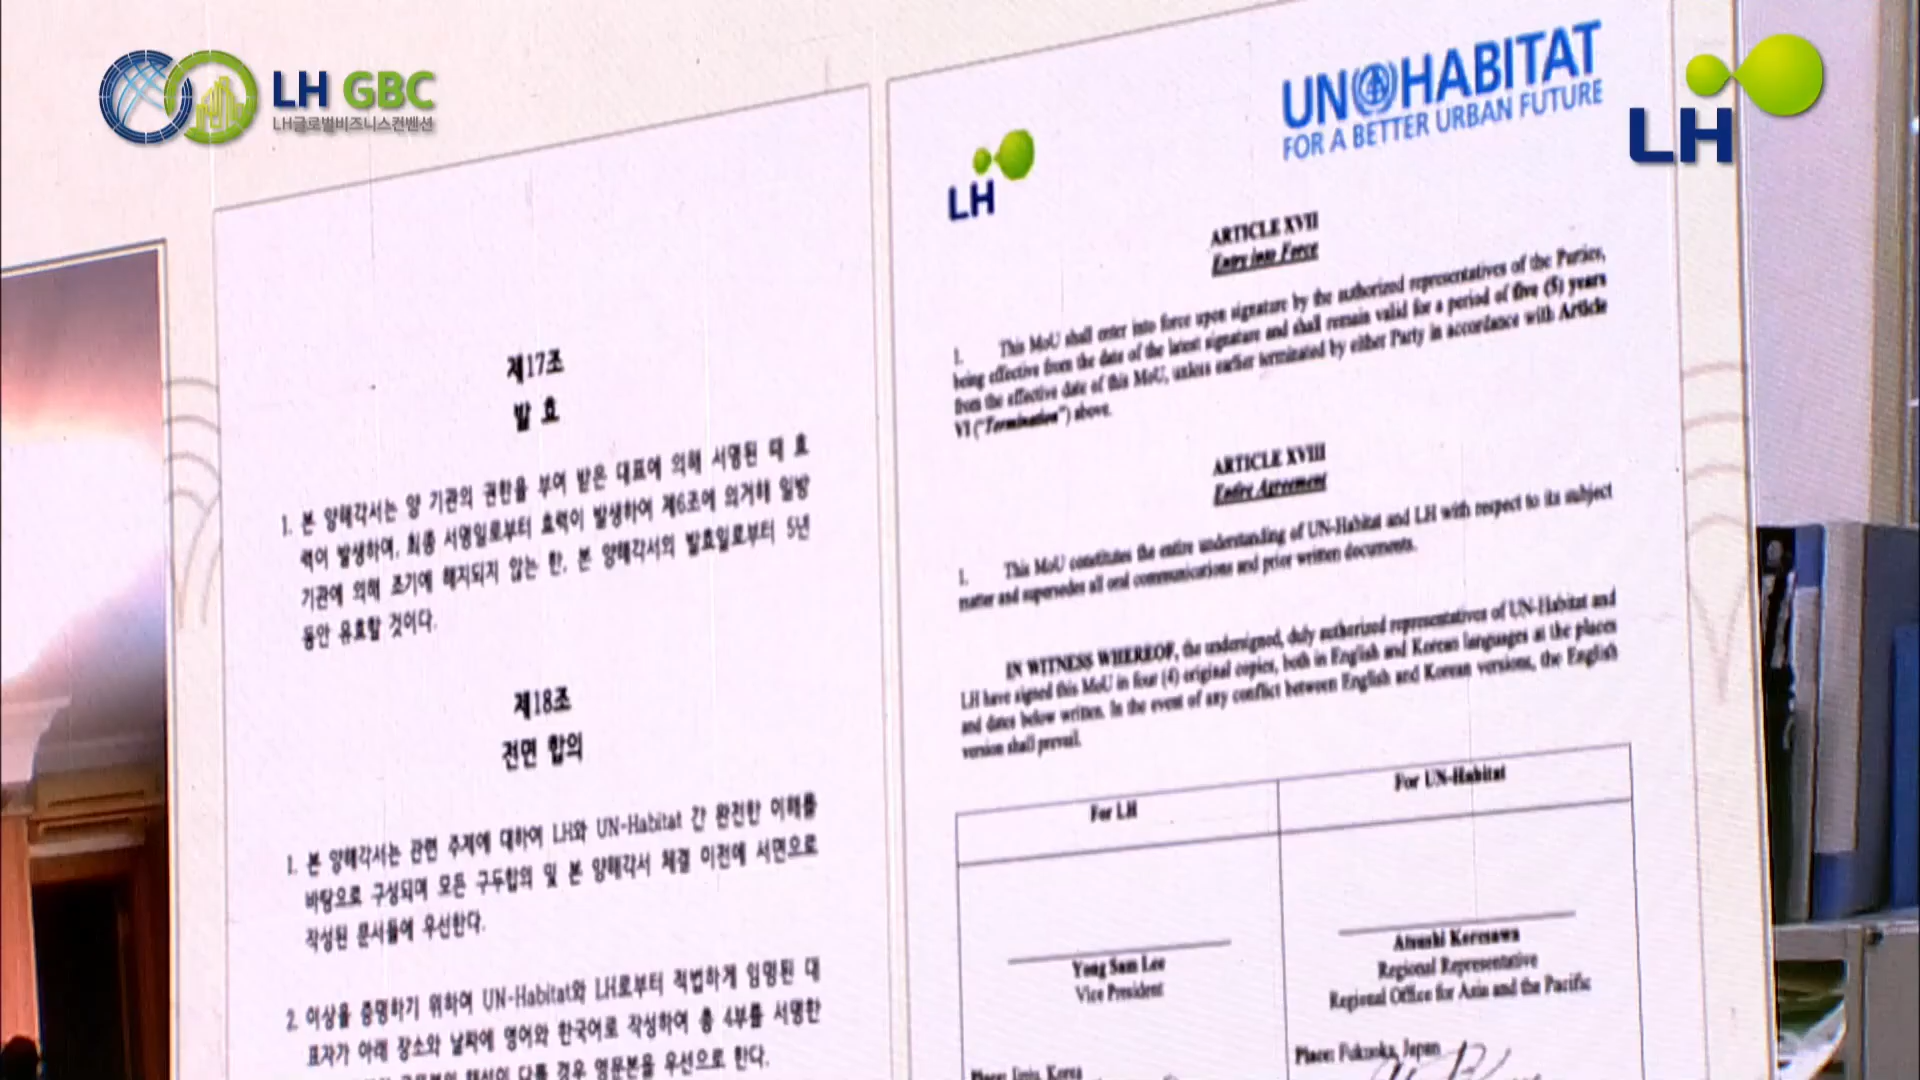 LH GBC
LH글로벌비즈니스컨벤션
LH
제17조
발 효
1. 본 양해각서는 양 기관의 권한을 부여 받은 대표에 의해 서명된 때 효
력이 발생하며, 최종 서명일로부터 효력이 발생하여 제6조에 의거해 일방
기관에 의해 조기에 해지되지 않는 한, 본 양해각서의 발효일로부터 5년
동안 유효할 것이다.
제18조
전면 합의
1. 본 양해각서는 관련 주제에 대하여 LH와 UN-Habitat 간 완전한 이해를
바탕으로 구성되며 모든 구두합의 및 본 양해각서 체결 이전에 서면으로
작성된 문서들에 우선한다.
2. 이상을 증명하기 위하여 UN-Habitat와 LH로부터 적법하게 임명된 대
표자가 아래 장소와 날짜에 영어와 한국어로 작성하여 총 4부를 서명한
다를 경우 영문본을 우선으로 한다.
LH
UN HABITAT
FOR A BETTER URBAN FUTURE
ARTICLE XVII
Entry into Force
1. This MoU shall enter into force upon signature by the authorized representatives of the Parties,
being effective from the date of the latest signature and shall remain valid for a period of five (5) years
from the effective date of this MoU, unless earlier terminated by either Party in accordance with Article
VI ("Termination") above.
ARTICLE XVIII
Entire Agreement
1. This MoU constitutes the entire understanding of UN-Habitat and LH with respect to its subject
matter and supersedes all oral communications and prior written documents.
IN WITNESS WHEREOF, the undersigned, duly authorized representatives of UN-Habitat and
LH have signed this MoU in four (4) original copies, both in English and Korean languages at the places
and dates below written. In the event of any conflict between English and Korean versions, the English
version shall prevail.
For LH
For UN-Habitat
Yong Sam Lee
Vice President
Atsushi Koresawa
Regional Representative
Regional Office for Asia and the Pacific
Place: Jinju, Korea
Place: Fukuoka, Japan